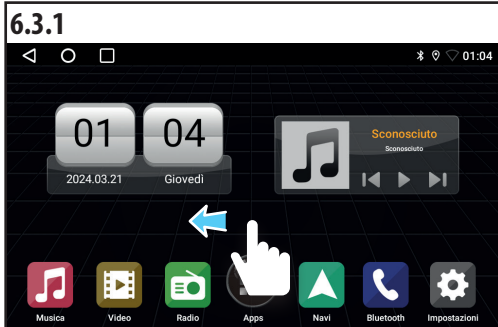 6.3.1
01:04
01 04
2024.03.21 Giovedì
Sconosciuto
Sconosciuto
Musica Video Radio Apps Navi Bluetooth Impostazioni